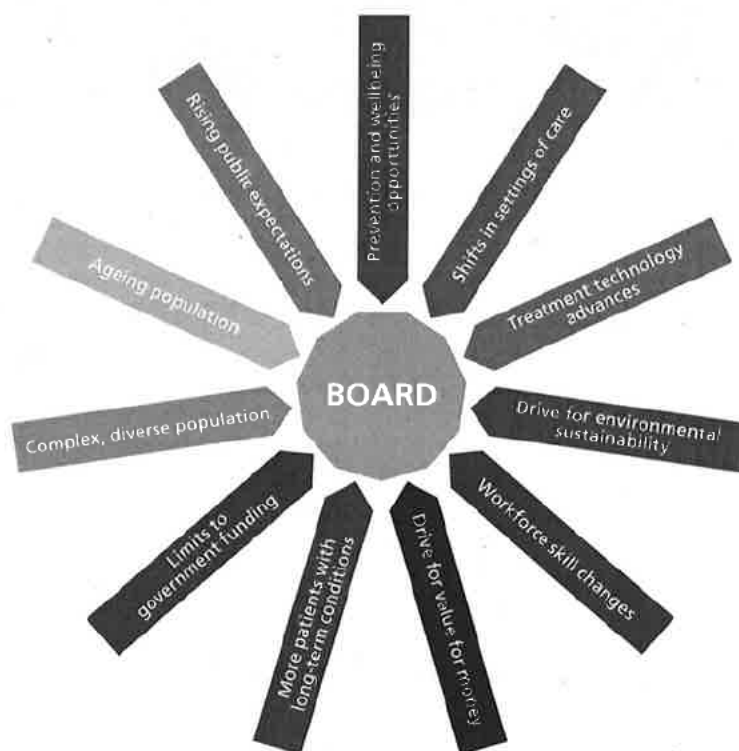 Prevention and wellbeing
opportunities
Shifts in settings of care
Treatment technology
advances
Drive for environmental
sustainability
Workforce skill changes
Drive for value for money
More patients with
long-term conditions
Limits to
government funding
Complex, diverse population
Ageing population
Rising public expectations
BOARD